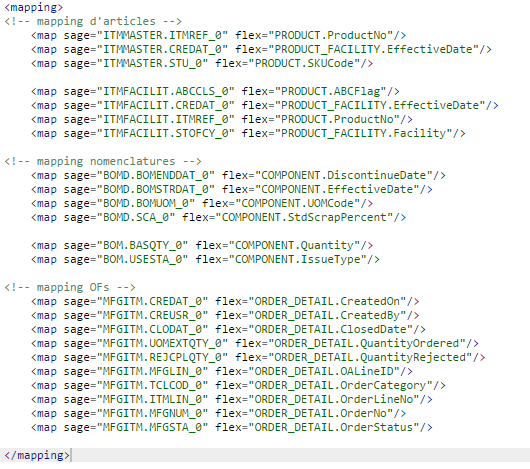 <mapping>
<!-- mapping d'articles -->
<map sage="ITMMASTER.ITMREF_0" flex="PRODUCT.ProductNo"/>
<map sage="ITMMASTER.CREDAT_0" flex="PRODUCT_FACILITY.EffectiveDate"/>
<map sage="ITMMASTER.STU_0" flex="PRODUCT.SKUCode"/>
<map sage="ITMFACILIT.ABCCLS_0" flex="PRODUCT.ABCFlag"/>
<map sage="ITMFACILIT.CREDAT_0" flex="PRODUCT_FACILITY.EffectiveDate"/>
<map sage="ITMFACILIT.ITMREF_0" flex="PRODUCT.ProductNo"/>
<map sage="ITMFACILIT.STOFCY_0" flex="PRODUCT_FACILITY.Facility"/>
<!-- mapping nomenclatures -->
<map sage="BOMD.BOMENDDAT_0" flex="COMPONENT.DiscontinueDate"/>
<map sage="BOMD.BOMSTRDAT_0" flex="COMPONENT.EffectiveDate"/>
<map sage="BOMD.BOMUOM_0" flex="COMPONENT.UOMCode"/>
<map sage="BOMD.SCA_0" flex="COMPONENT.StdScrapPercent"/>
<map sage="BOM.BASQTY_0" flex="COMPONENT.Quantity"/>
<map sage="BOM.USESTA_0" flex="COMPONENT.IssueType"/>
<!-- mapping OFs -->
<map sage="MFGITM.CREDAT_0" flex="ORDER_DETAIL.CreatedOn"/>
<map sage="MFGITM.CREUSR_0" flex="ORDER_DETAIL.CreatedBy"/>
<map sage="MFGITM.CLODAT_0" flex="ORDER_DETAIL.ClosedDate"/>
<map sage="MFGITM.UOMEXTQTY_0" flex="ORDER_DETAIL.QuantityOrdered"/>
<map sage="MFGITM.REJCPLQTY_0" flex="ORDER_DETAIL.QuantityRejected"/>
<map sage="MFGITM.MFGLIN_0" flex="ORDER_DETAIL.OALineID"/>
<map sage="MFGITM.TCLCOD_0" flex="ORDER_DETAIL.OrderCategory"/>
<map sage="MFGITM.ITMLIN_0" flex="ORDER_DETAIL.OrderLineNo"/>
<map sage="MFGITM.MFGNUM_0" flex="ORDER_DETAIL.OrderNo"/>
<map sage="MFGITM.MFGSTA_0" flex="ORDER_DETAIL.OrderStatus"/>
</mapping>